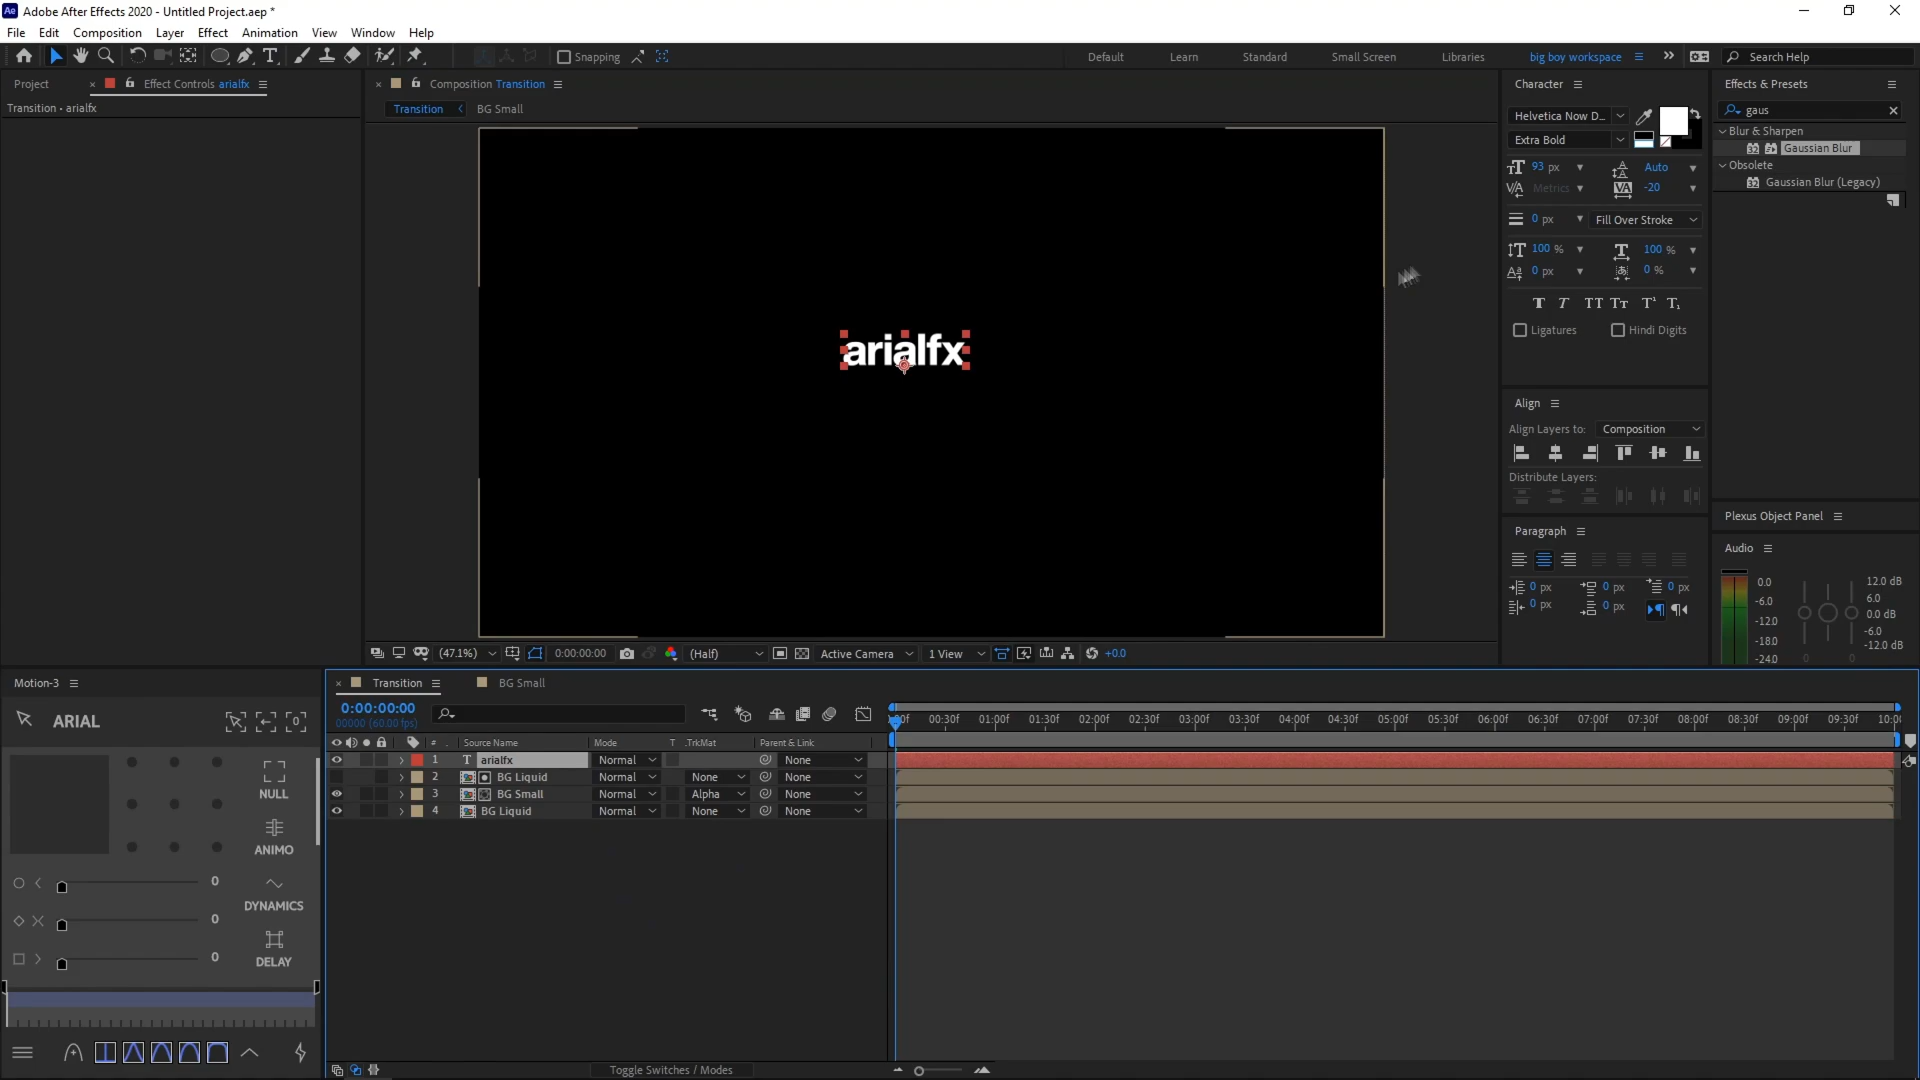 Adobe After Effects 2020 - Untitled Project.aep *
File Edit Composition Layer Effect Animation View Window Help
Snapping
Default Learn Standard Small Screen Libraries big boy workspace Search Help
Project Effect Controls arialfx
Transition • arialfx
Composition Transition
Transition BG Small
arialfx
(47.1%) 0:00:00:00 (Half) Active Camera 1 View +0.0
Character
Helvetica Now D...
Extra Bold
93 px Auto
Metrics -20
0 px Fill Over Stroke
100 % 100 %
0 px 0 %
Ligatures Hindi Digits
Align
Align Layers to: Composition
Distribute Layers:
Paragraph
0 px 0 px 0 px
0 px 0 px
Effects & Presets
gaus
Blur & Sharpen
Gaussian Blur
Obsolete
Gaussian Blur (Legacy)
Plexus Object Panel
Audio
0.0 12.0 dB
-6.0 6.0
-12.0 0.0 dB
-18.0 -6.0
-24.0 -12.0 dB
0 0
Motion-3
ARIAL
NULL
ANIMO
0
DYNAMICS
0
DELAY
0
Transition BG Small
0:00:00:00
00000 (60.00 fps)
00:30f 01:00f 01:30f 02:00f 02:30f 03:00f 03:30f 04:00f 04:30f 05:00f 05:30f 06:00f 06:30f 07:00f 07:30f 08:00f 08:30f 09:00f 09:30f
# Source Name Mode T .TrkMat Parent & Link
1 T arialfx Normal None
2 BG Liquid Normal None None
3 BG Small Normal Alpha None
4 BG Liquid Normal None None
Toggle Switches / Modes